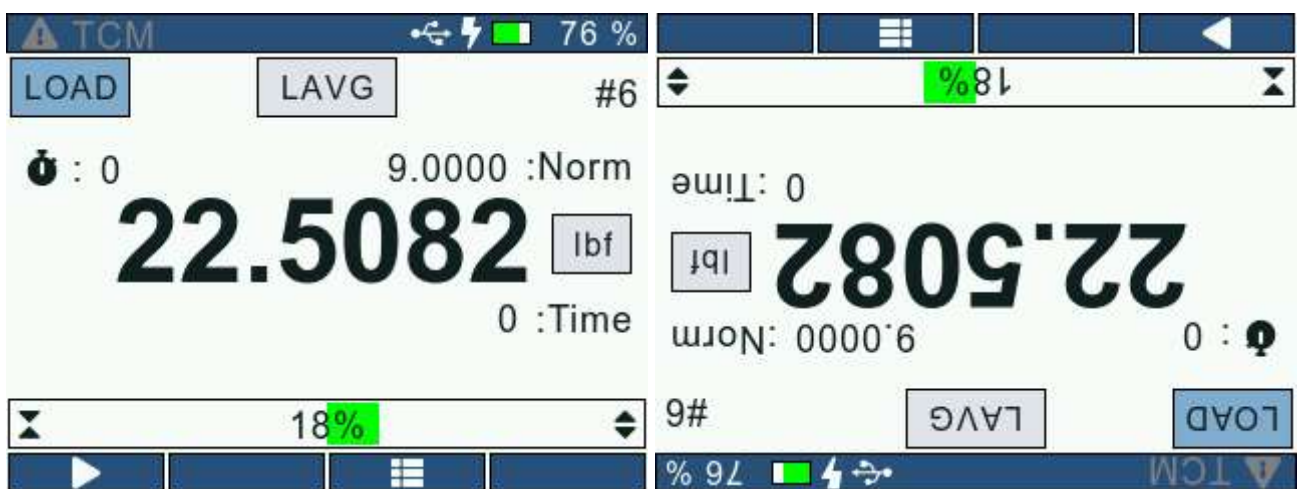 TCM 76 %
LOAD LAVG #6
: 0 9.0000 :Norm
22.5082 lbf
0 :Time
18%
TCM 76 %
LOAD LAVG #6
: 0 9.0000 :Norm
22.5082 lbf
0 :Time
18%